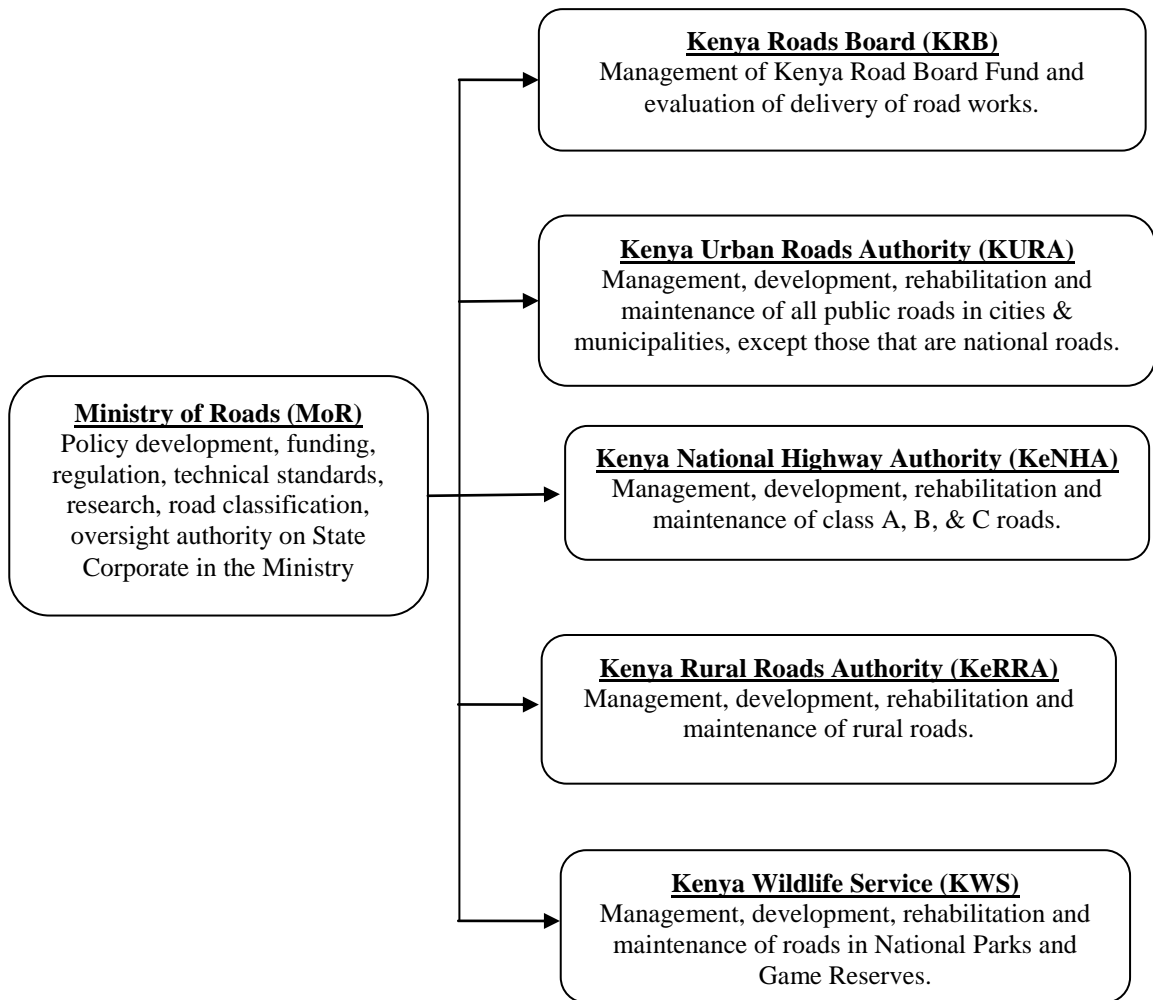 Kenya Roads Board (KRB)
Management of Kenya Road Board Fund and
evaluation of delivery of road works.
Kenya Urban Roads Authority (KURA)
Management, development, rehabilitation and
maintenance of all public roads in cities &
municipalities, except those that are national roads.
Ministry of Roads (MoR)
Policy development, funding,
regulation, technical standards,
research, road classification,
oversight authority on State
Corporate in the Ministry
Kenya National Highway Authority (KeNHA)
Management, development, rehabilitation and
maintenance of class A, B, & C roads.
Kenya Rural Roads Authority (KeRRA)
Management, development, rehabilitation and
maintenance of rural roads.
Kenya Wildlife Service (KWS)
Management, development, rehabilitation and
maintenance of roads in National Parks and
Game Reserves.